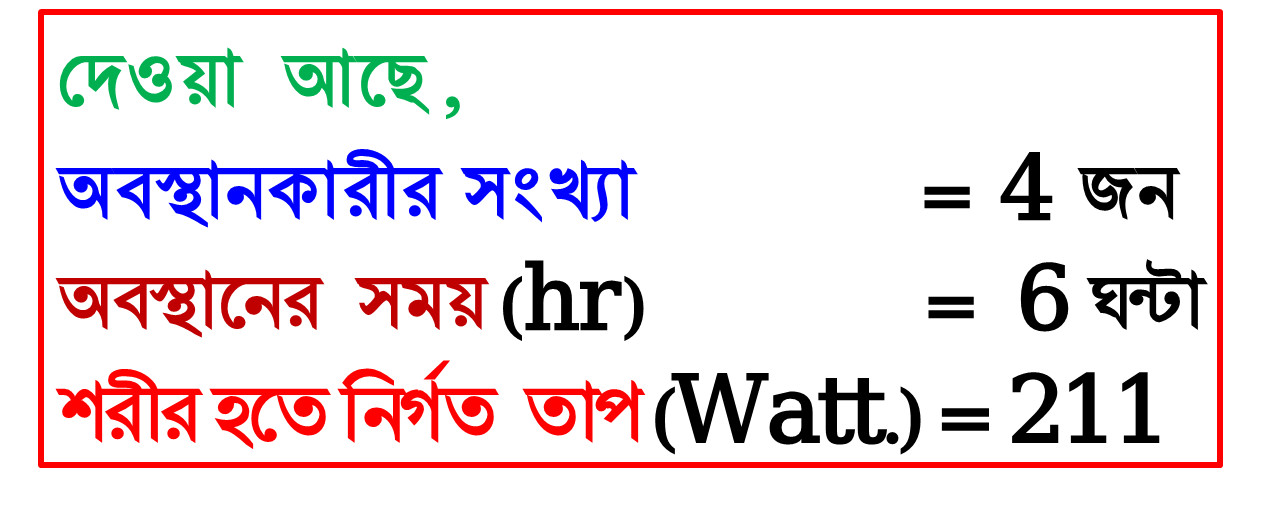 দেওয়া আছে,
অবস্থানকারীর সংখ্যা = 4 জন
অবস্থানের সময় (hr) = 6 ঘন্টা
শরীর হতে নির্গত তাপ (Watt.) = 211